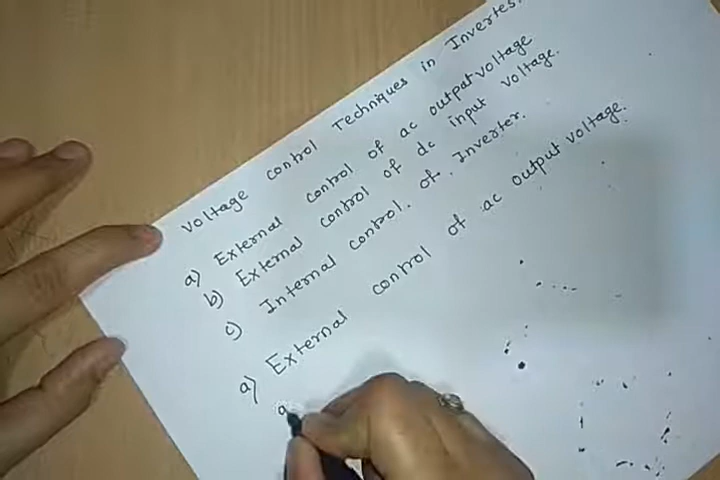 Voltage control Techniques in Inverters.
a) External control of ac output voltage
b) External control of dc input voltage.
c) Internal control. of. Inverter.
a) External control of ac output voltage.
a